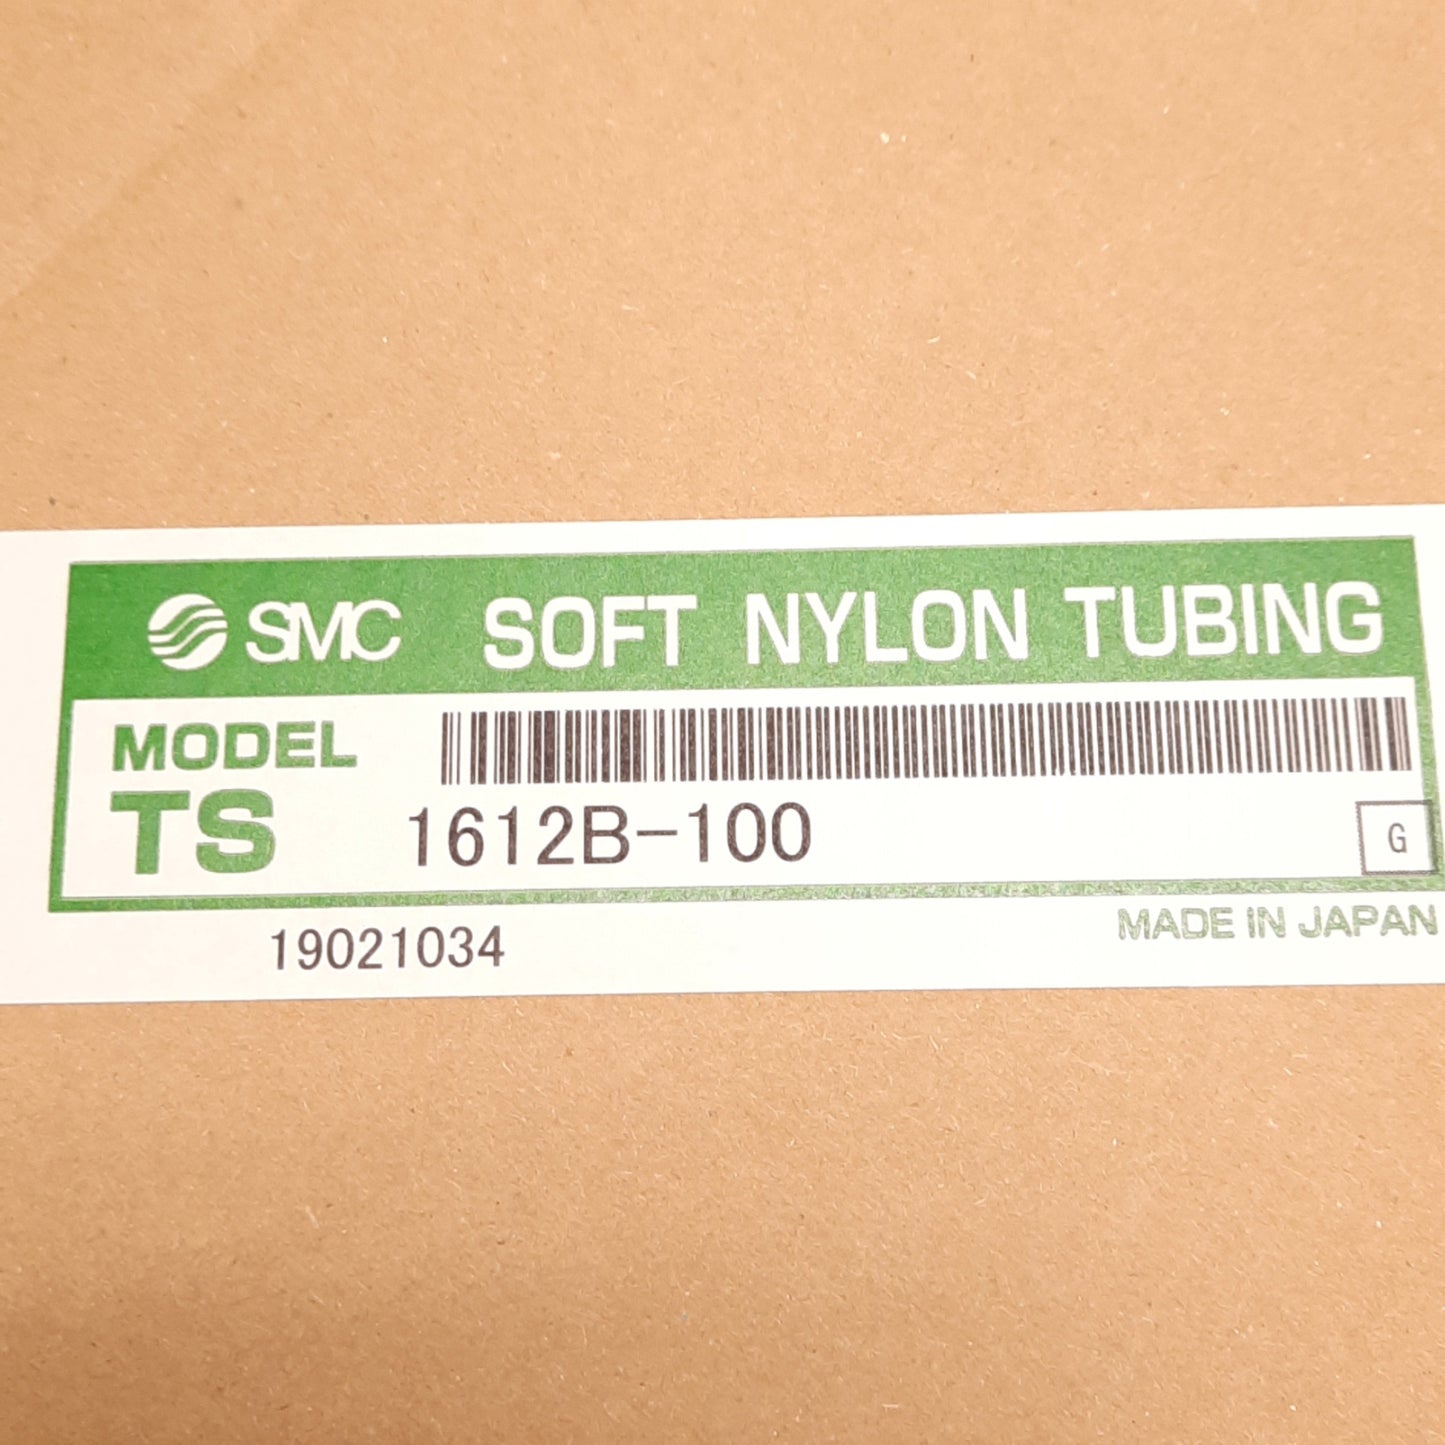 SMC SOFT NYLON TUBING
MODEL
TS 1612B-100
G
19021034
MADE IN JAPAN